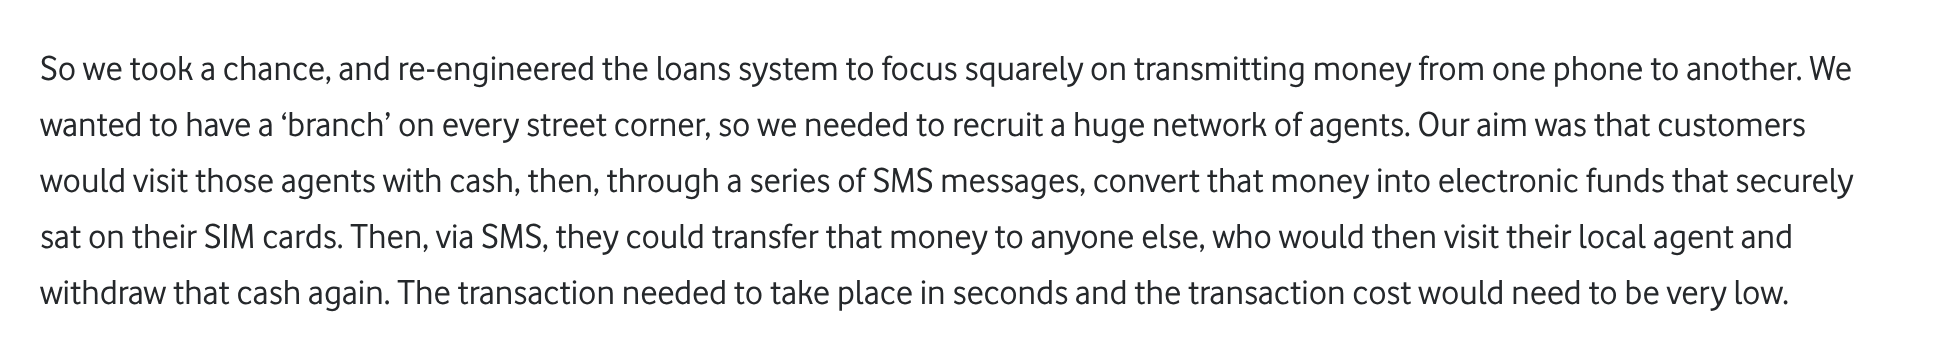 So we took a chance, and re-engineered the loans system to focus squarely on transmitting money from one phone to another. We
wanted to have a ‘branch’ on every street corner, so we needed to recruit a huge network of agents. Our aim was that customers
would visit those agents with cash, then, through a series of SMS messages, convert that money into electronic funds that securely
sat on their SIM cards. Then, via SMS, they could transfer that money to anyone else, who would then visit their local agent and
withdraw that cash again. The transaction needed to take place in seconds and the transaction cost would need to be very low.